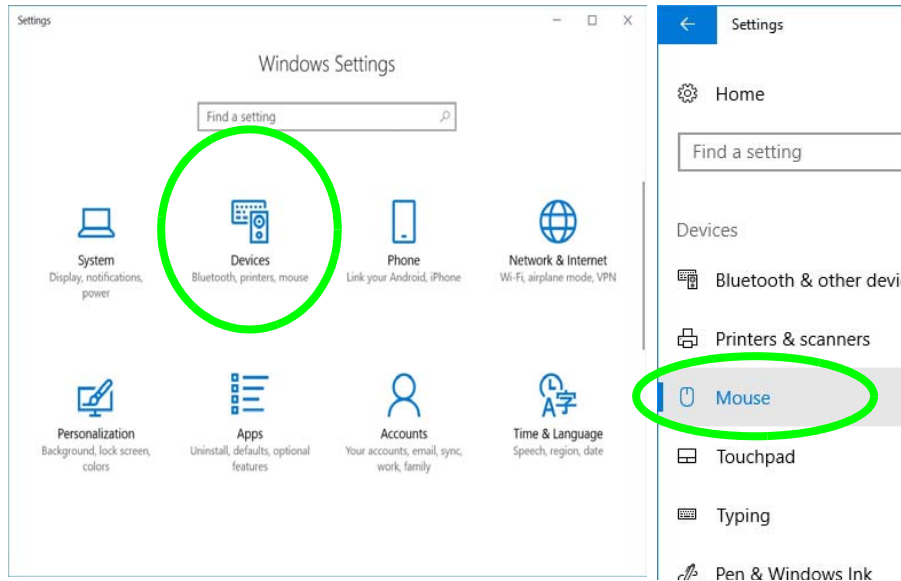 Settings
Windows Settings
Find a setting
System
Display, notifications,
power
Devices
Bluetooth, printers, mouse
Phone
Link your Android, iPhone
Network & Internet
Wi-Fi, airplane mode, VPN
Personalization
Background, lock screen,
colors
Apps
Uninstall, defaults, optional
features
Accounts
Your accounts, email, sync,
work, family
Time & Language
Speech, region, date
Settings
Home
Find a setting
Devices
Bluetooth & other devi
Printers & scanners
Mouse
Touchpad
Typing
Pen & Windows Ink